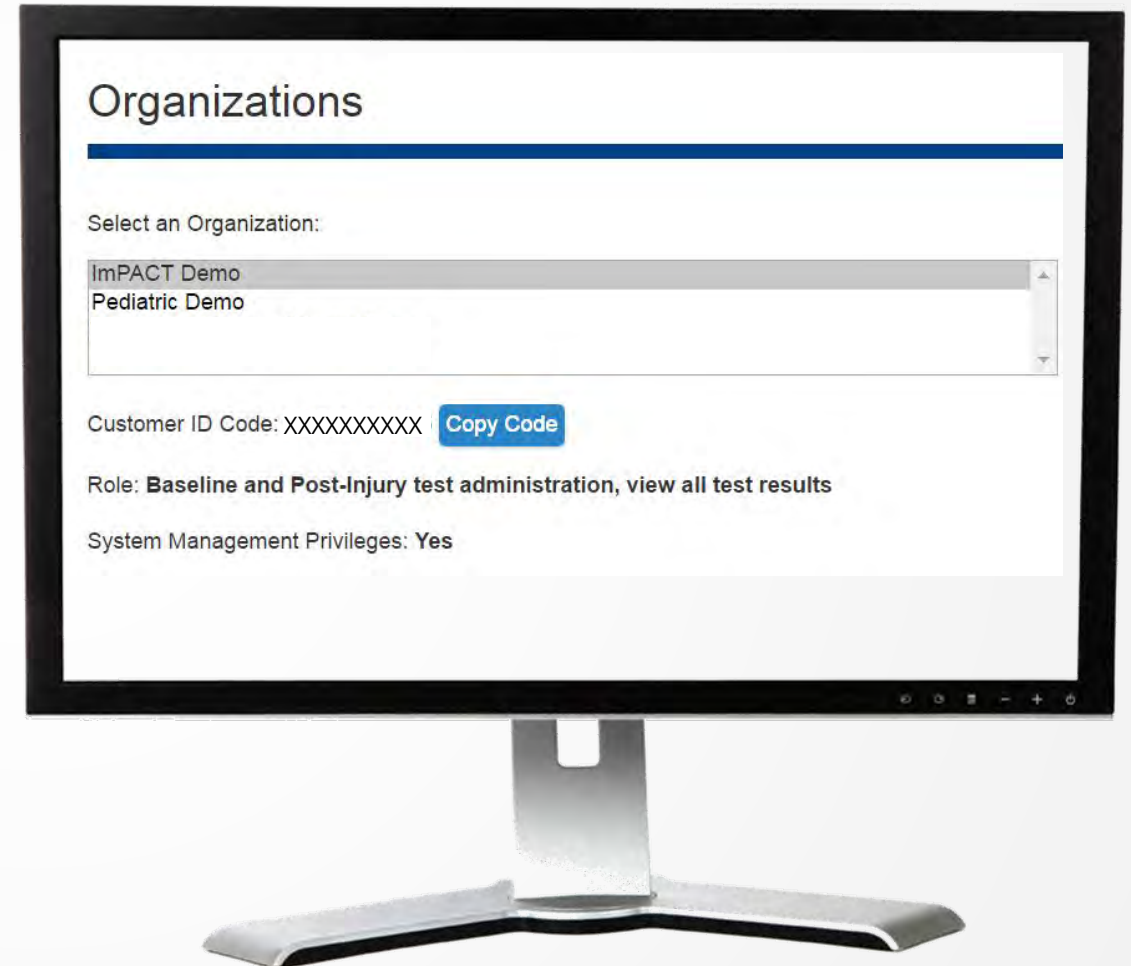 Organizations
Select an Organization:
ImPACT Demo
Pediatric Demo
Customer ID Code: XXXXXXXXXX Copy Code
Role: Baseline and Post-Injury test administration, view all test results
System Management Privileges: Yes